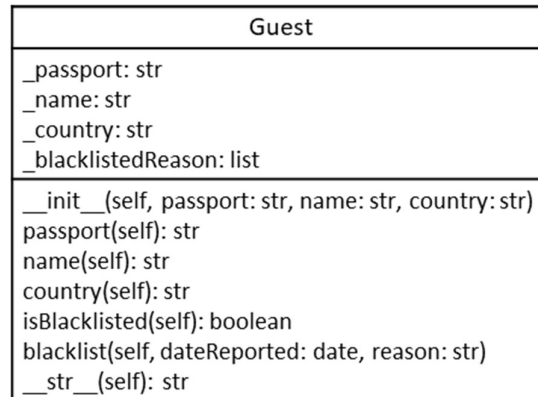 Guest
_passport: str
_name: str
_country: str
_blacklistedReason: list
__init__(self, passport: str, name: str, country: str)
passport(self): str
name(self): str
country(self): str
isBlacklisted(self): boolean
blacklist(self, dateReported: date, reason: str)
__str__(self): str